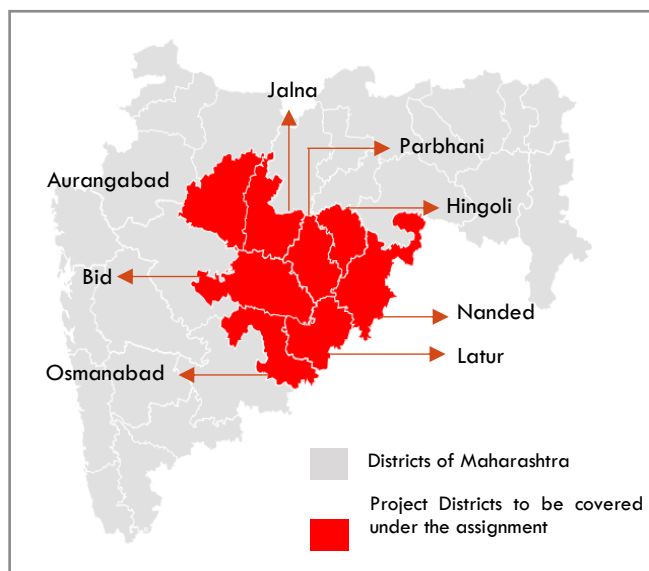 Jalna
Parbhani
Aurangabad
Hingoli
Bid
Nanded
Latur
Osmanabad
Districts of Maharashtra
Project Districts to be covered
under the assignment